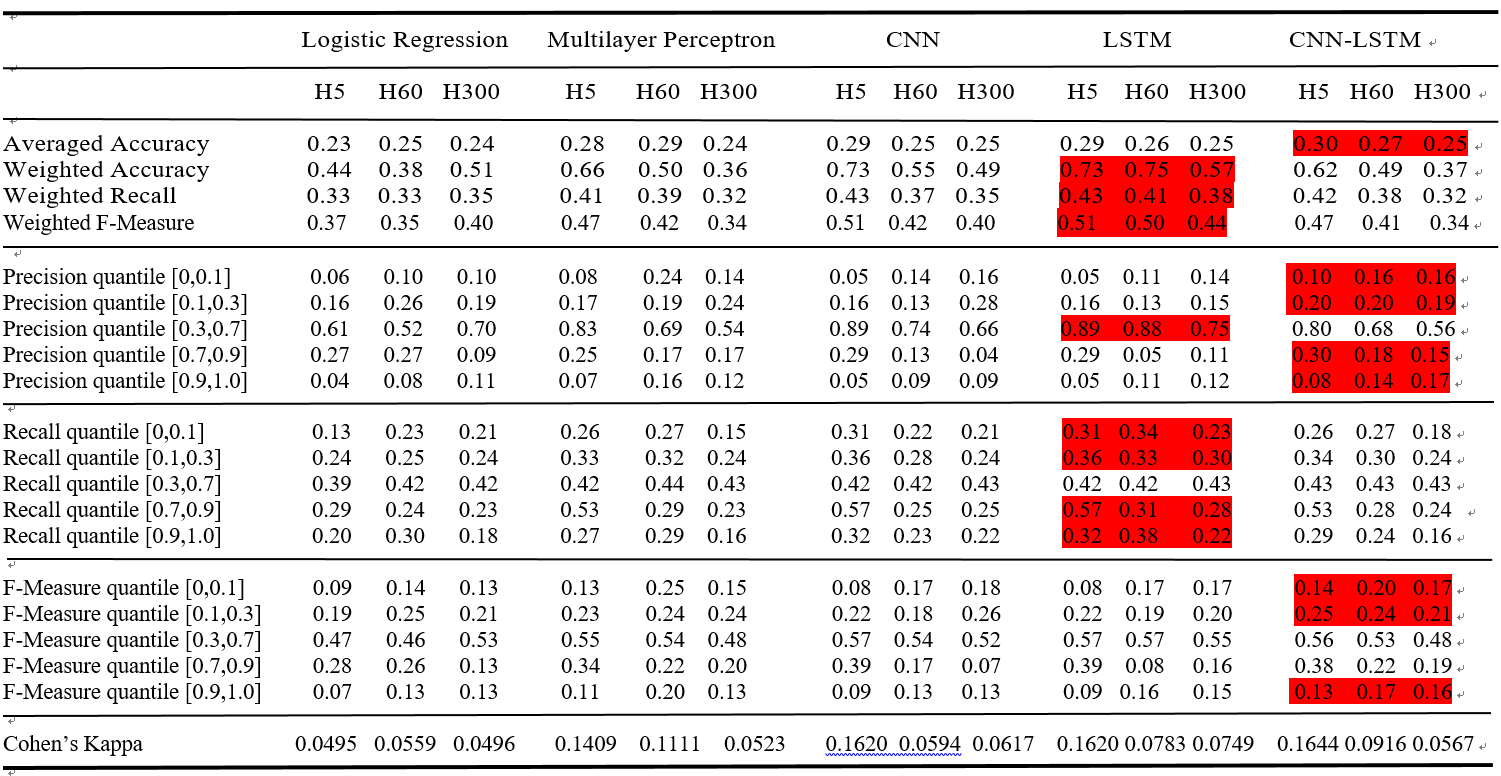 Logistic Regression Multilayer Perceptron CNN LSTM CNN-LSTM
H5 H60 H300 H5 H60 H300 H5 H60 H300 H5 H60 H300 H5 H60 H300
Averaged Accuracy 0.23 0.25 0.24 0.28 0.29 0.24 0.29 0.25 0.25 0.29 0.26 0.25 0.30 0.27 0.25
Weighted Accuracy 0.44 0.38 0.51 0.66 0.50 0.36 0.73 0.55 0.49 0.73 0.75 0.57 0.62 0.49 0.37
Weighted Recall 0.33 0.33 0.35 0.41 0.39 0.32 0.43 0.37 0.35 0.43 0.41 0.38 0.42 0.38 0.32
Weighted F-Measure 0.37 0.35 0.40 0.47 0.42 0.34 0.51 0.42 0.40 0.51 0.50 0.44 0.47 0.41 0.34
Precision quantile [0,0.1] 0.06 0.10 0.10 0.08 0.24 0.14 0.05 0.14 0.16 0.05 0.11 0.14 0.10 0.16 0.16
Precision quantile [0.1,0.3] 0.16 0.26 0.19 0.17 0.19 0.24 0.16 0.13 0.28 0.16 0.13 0.15 0.20 0.20 0.19
Precision quantile [0.3,0.7] 0.61 0.52 0.70 0.83 0.69 0.54 0.89 0.74 0.66 0.89 0.88 0.75 0.80 0.68 0.56
Precision quantile [0.7,0.9] 0.27 0.27 0.09 0.25 0.17 0.17 0.29 0.13 0.04 0.29 0.05 0.11 0.30 0.18 0.15
Precision quantile [0.9,1.0] 0.04 0.08 0.11 0.07 0.16 0.12 0.05 0.09 0.09 0.05 0.11 0.12 0.08 0.14 0.17
Recall quantile [0,0.1] 0.13 0.23 0.21 0.26 0.27 0.15 0.31 0.22 0.21 0.31 0.34 0.23 0.26 0.27 0.18
Recall quantile [0.1,0.3] 0.24 0.25 0.24 0.33 0.32 0.24 0.36 0.28 0.24 0.36 0.33 0.30 0.34 0.30 0.24
Recall quantile [0.3,0.7] 0.39 0.42 0.42 0.42 0.44 0.43 0.42 0.42 0.43 0.42 0.42 0.43 0.43 0.43 0.43
Recall quantile [0.7,0.9] 0.29 0.24 0.23 0.53 0.29 0.23 0.57 0.25 0.25 0.57 0.31 0.28 0.53 0.28 0.24
Recall quantile [0.9,1.0] 0.20 0.30 0.18 0.27 0.29 0.16 0.32 0.23 0.22 0.32 0.38 0.22 0.29 0.24 0.16
F-Measure quantile [0,0.1] 0.09 0.14 0.13 0.13 0.25 0.15 0.08 0.17 0.18 0.08 0.17 0.17 0.14 0.20 0.17
F-Measure quantile [0.1,0.3] 0.19 0.25 0.21 0.23 0.24 0.24 0.22 0.18 0.26 0.22 0.19 0.20 0.25 0.24 0.21
F-Measure quantile [0.3,0.7] 0.47 0.46 0.53 0.55 0.54 0.48 0.57 0.54 0.52 0.57 0.57 0.55 0.56 0.53 0.48
F-Measure quantile [0.7,0.9] 0.28 0.26 0.13 0.34 0.22 0.20 0.39 0.17 0.07 0.39 0.08 0.16 0.38 0.22 0.19
F-Measure quantile [0.9,1.0] 0.07 0.13 0.13 0.11 0.20 0.13 0.09 0.13 0.13 0.09 0.16 0.15 0.13 0.17 0.16
Cohen's Kappa 0.0495 0.0559 0.0496 0.1409 0.1111 0.0523 0.1620 0.0594 0.0617 0.1620 0.0783 0.0749 0.1644 0.0916 0.0567